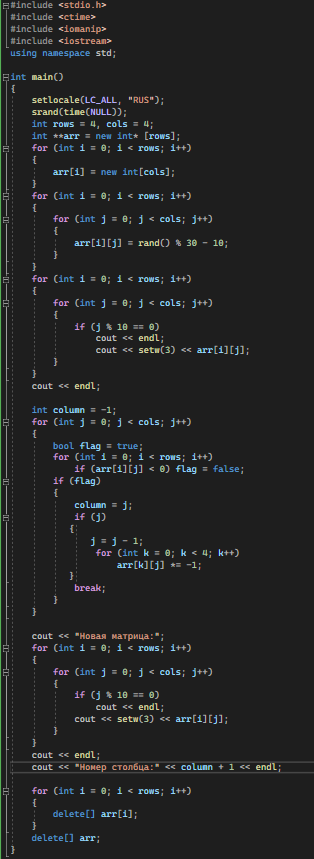 #include <stdio.h>
#include <ctime>
#include <iomanip>
#include <iostream>
using namespace std;
int main()
{
setlocale(LC_ALL, "RUS");
srand(time(NULL));
int rows = 4, cols = 4;
int **arr = new int* [rows];
for (int i = 0; i < rows; i++)
{
arr[i] = new int[cols];
}
for (int i = 0; i < rows; i++)
{
for (int j = 0; j < cols; j++)
{
arr[i][j] = rand() % 30 - 10;
}
}
for (int i = 0; i < rows; i++)
{
for (int j = 0; j < cols; j++)
{
if (j % 10 == 0)
cout << endl;
cout << setw(3) << arr[i][j];
}
}
cout << endl;
int column = -1;
for (int j = 0; j < cols; j++)
{
bool flag = true;
for (int i = 0; i < rows; i++)
if (arr[i][j] < 0) flag = false;
if (flag)
{
column = j;
if (j)
{
j = j - 1;
for (int k = 0; k < 4; k++)
arr[k][j] *= -1;
}
break;
}
}
cout << "Новая матрица:";
for (int i = 0; i < rows; i++)
{
for (int j = 0; j < cols; j++)
{
if (j % 10 == 0)
cout << endl;
cout << setw(3) << arr[i][j];
}
}
cout << endl;
cout << "Номер столбца:" << column + 1 << endl;
for (int i = 0; i < rows; i++)
{
delete[] arr[i];
}
delete[] arr;
}